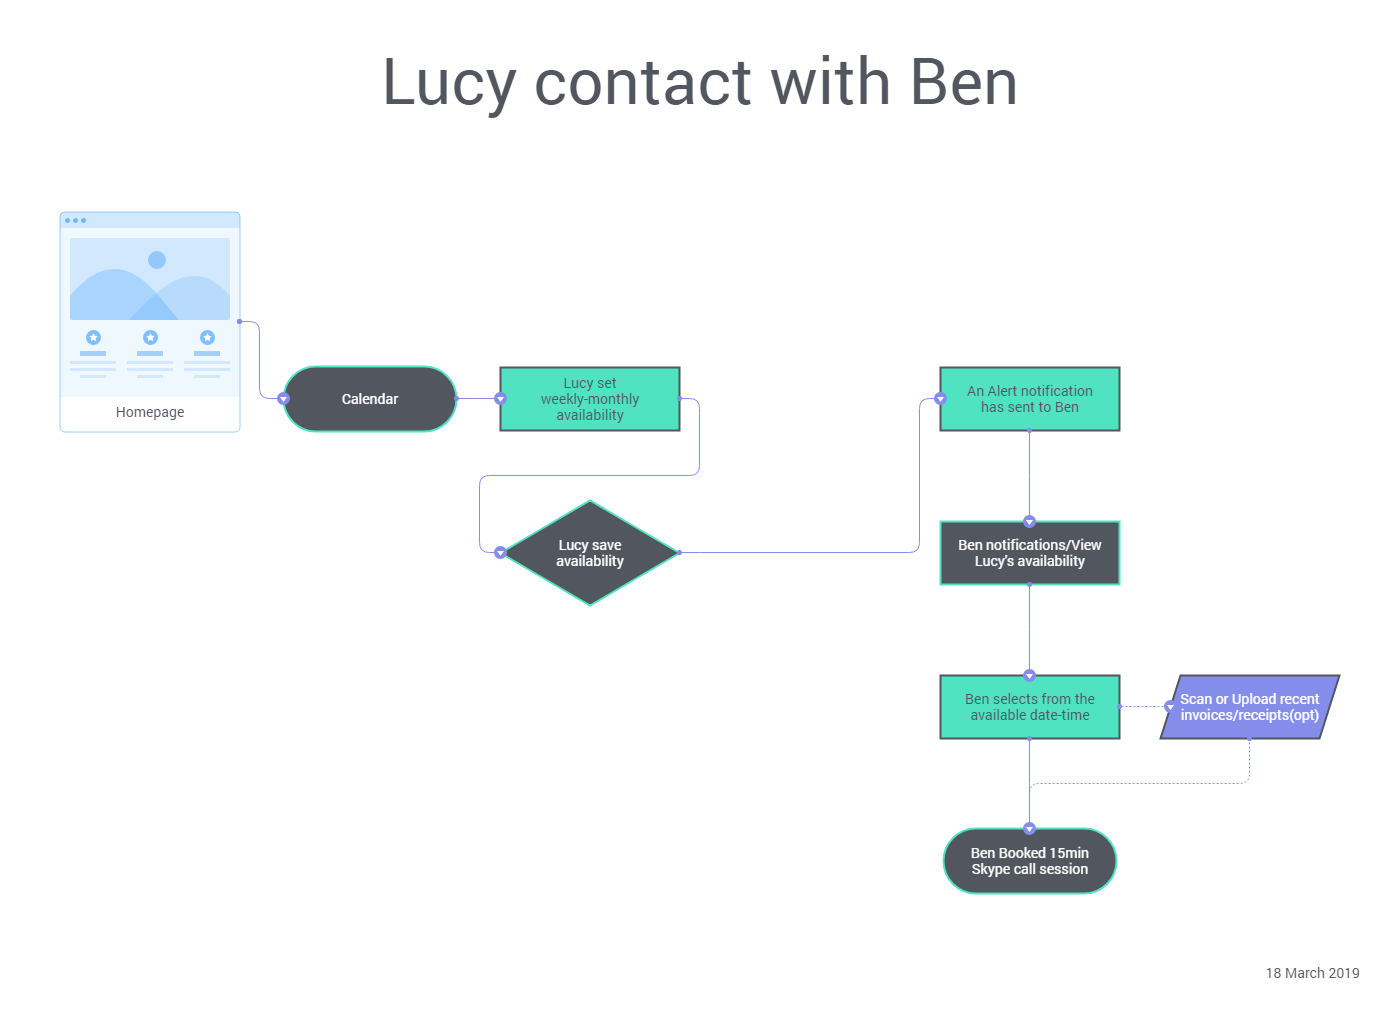 Lucy contact with Ben
Homepage
Calendar
Lucy set
weekly-monthly
availability
Lucy save
availability
An Alert notification
has sent to Ben
Ben notifications/View
Lucy's availability
Ben selects from the
available date-time
Scan or Upload recent
invoices/receipts(opt)
Ben Booked 15min
Skype call session
18 March 2019